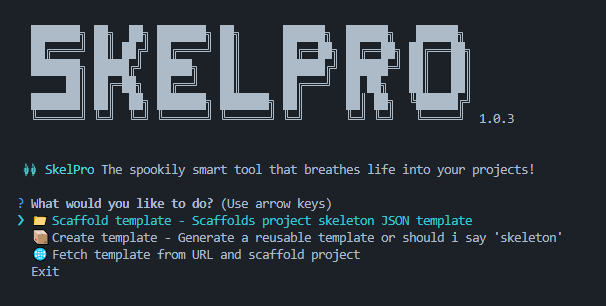 SKELPRO 1.0.3
SkelPro The spookily smart tool that breathes life into your projects!
? What would you like to do? (Use arrow keys)
❯ Scaffold template - Scaffolds project skeleton JSON template
Create template - Generate a reusable template or should i say 'skeleton'
Fetch template from URL and scaffold project
Exit